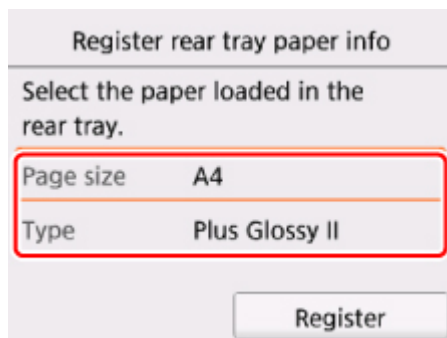 Register rear tray paper info
Select the paper loaded in the
rear tray.
Page size A4
Type Plus Glossy II
Register